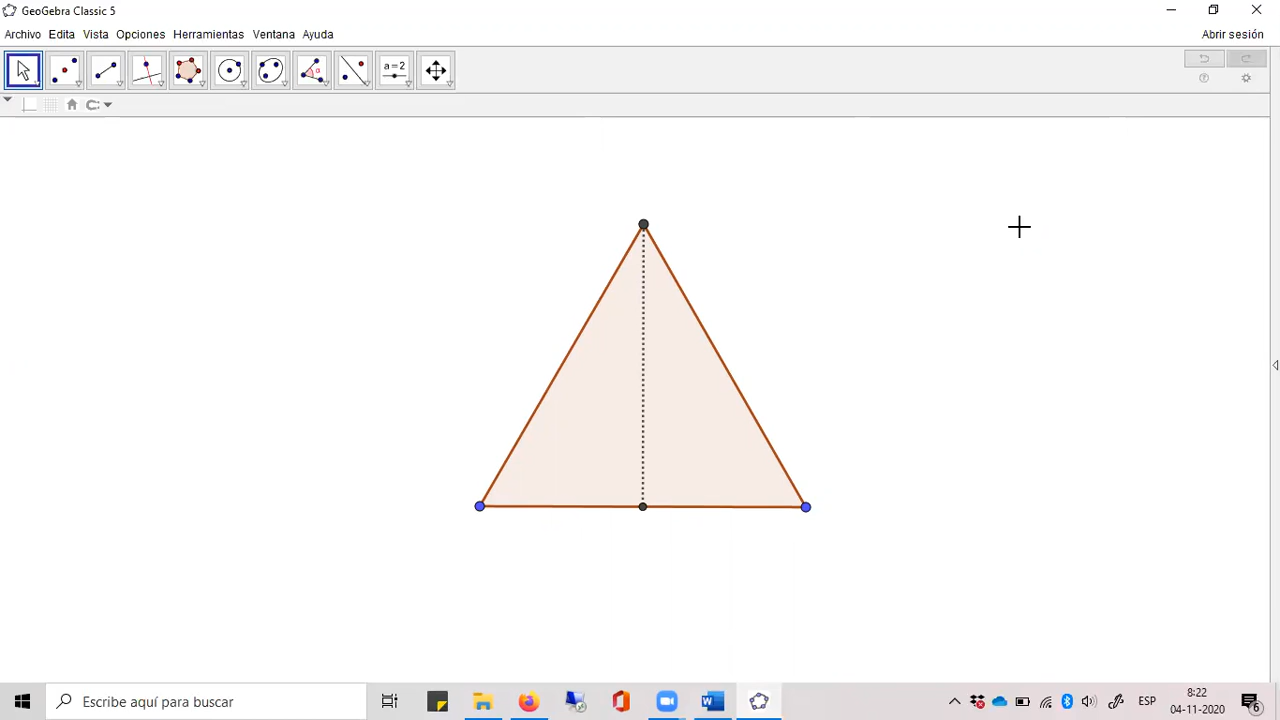 GeoGebra Classic 5
Archivo Edita Vista Opciones Herramientas Ventana Ayuda
Abrir sesión
a=2
Escribe aquí para buscar
ESP
8:22
04-11-2020
6